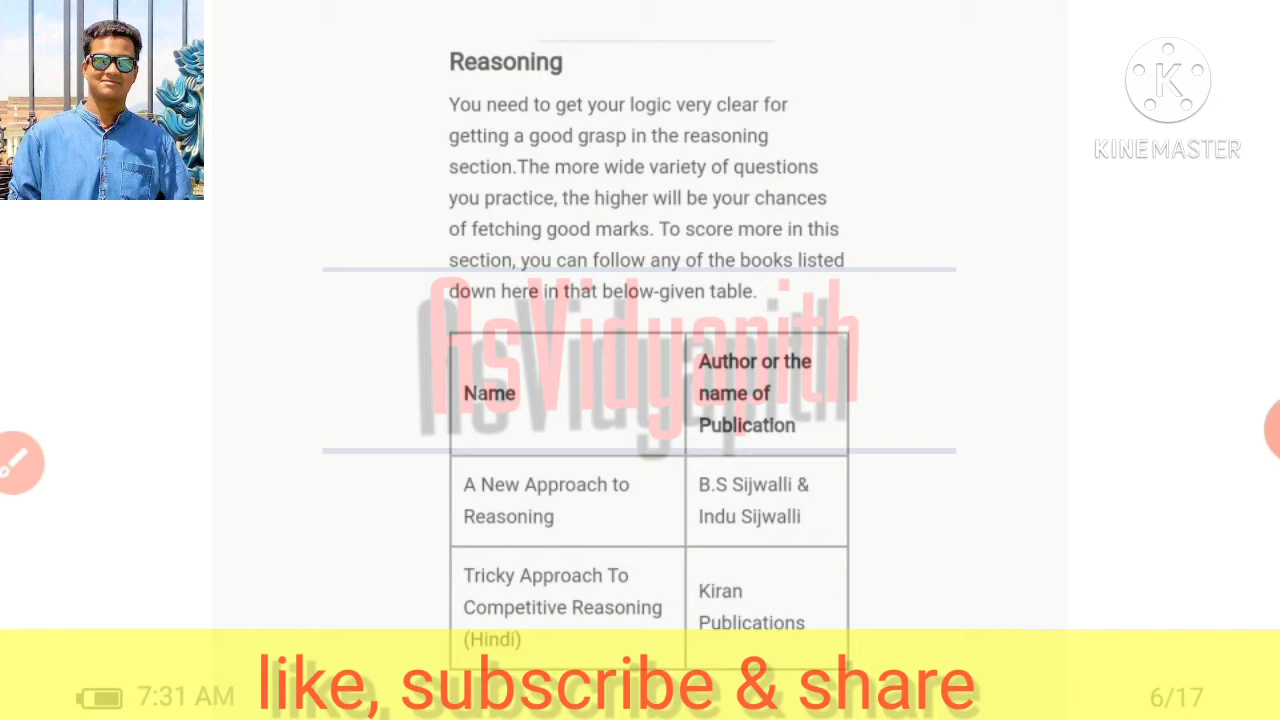 Reasoning
You need to get your logic very clear for
getting a good grasp in the reasoning
section.The more wide variety of questions
you practice, the higher will be your chances
of fetching good marks. To score more in this
section, you can follow any of the books listed
down here in that below-given table.
K
KINEMASTER
AsVidyapith
Name
Author or the
name of
Publication
A New Approach to
Reasoning
B.S Sijwalli &
Indu Sijwalli
Tricky Approach To
Competitive Reasoning
(Hindi)
Kiran
Publications
like, subscribe & share
7:31 AM
6/17